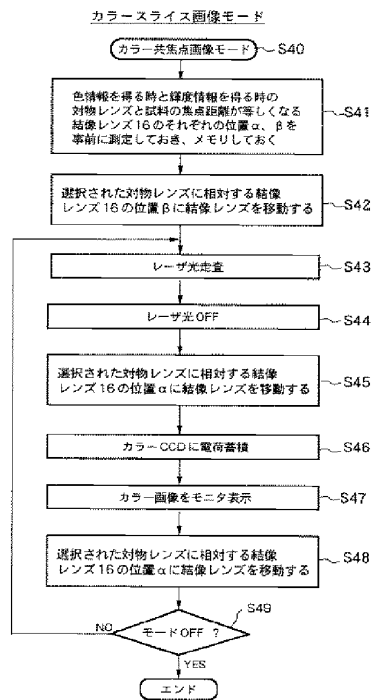 カラースライス画像モード
カラー共焦点画像モード
S40
色情報を得る時と輝度情報を得る時の
対物レンズと試料の焦点距離が等しくなる
結像レンズ16のそれぞれの位置α、βを
事前に測定しておき、メモリしておく
S41
選択された対物レンズに相対する結像
レンズ16の位置βに結像レンズを移動する
S42
レーザ光走査
S43
レーザ光OFF
S44
選択された対物レンズに相対する結像
レンズ16の位置αに結像レンズを移動する
S45
カラーCCDに電荷蓄積
S46
カラー画像をモニタ表示
S47
選択された対物レンズに相対する結像
レンズ16の位置αに結像レンズを移動する
S48
S49
モードOFF ?
NO
YES
エンド